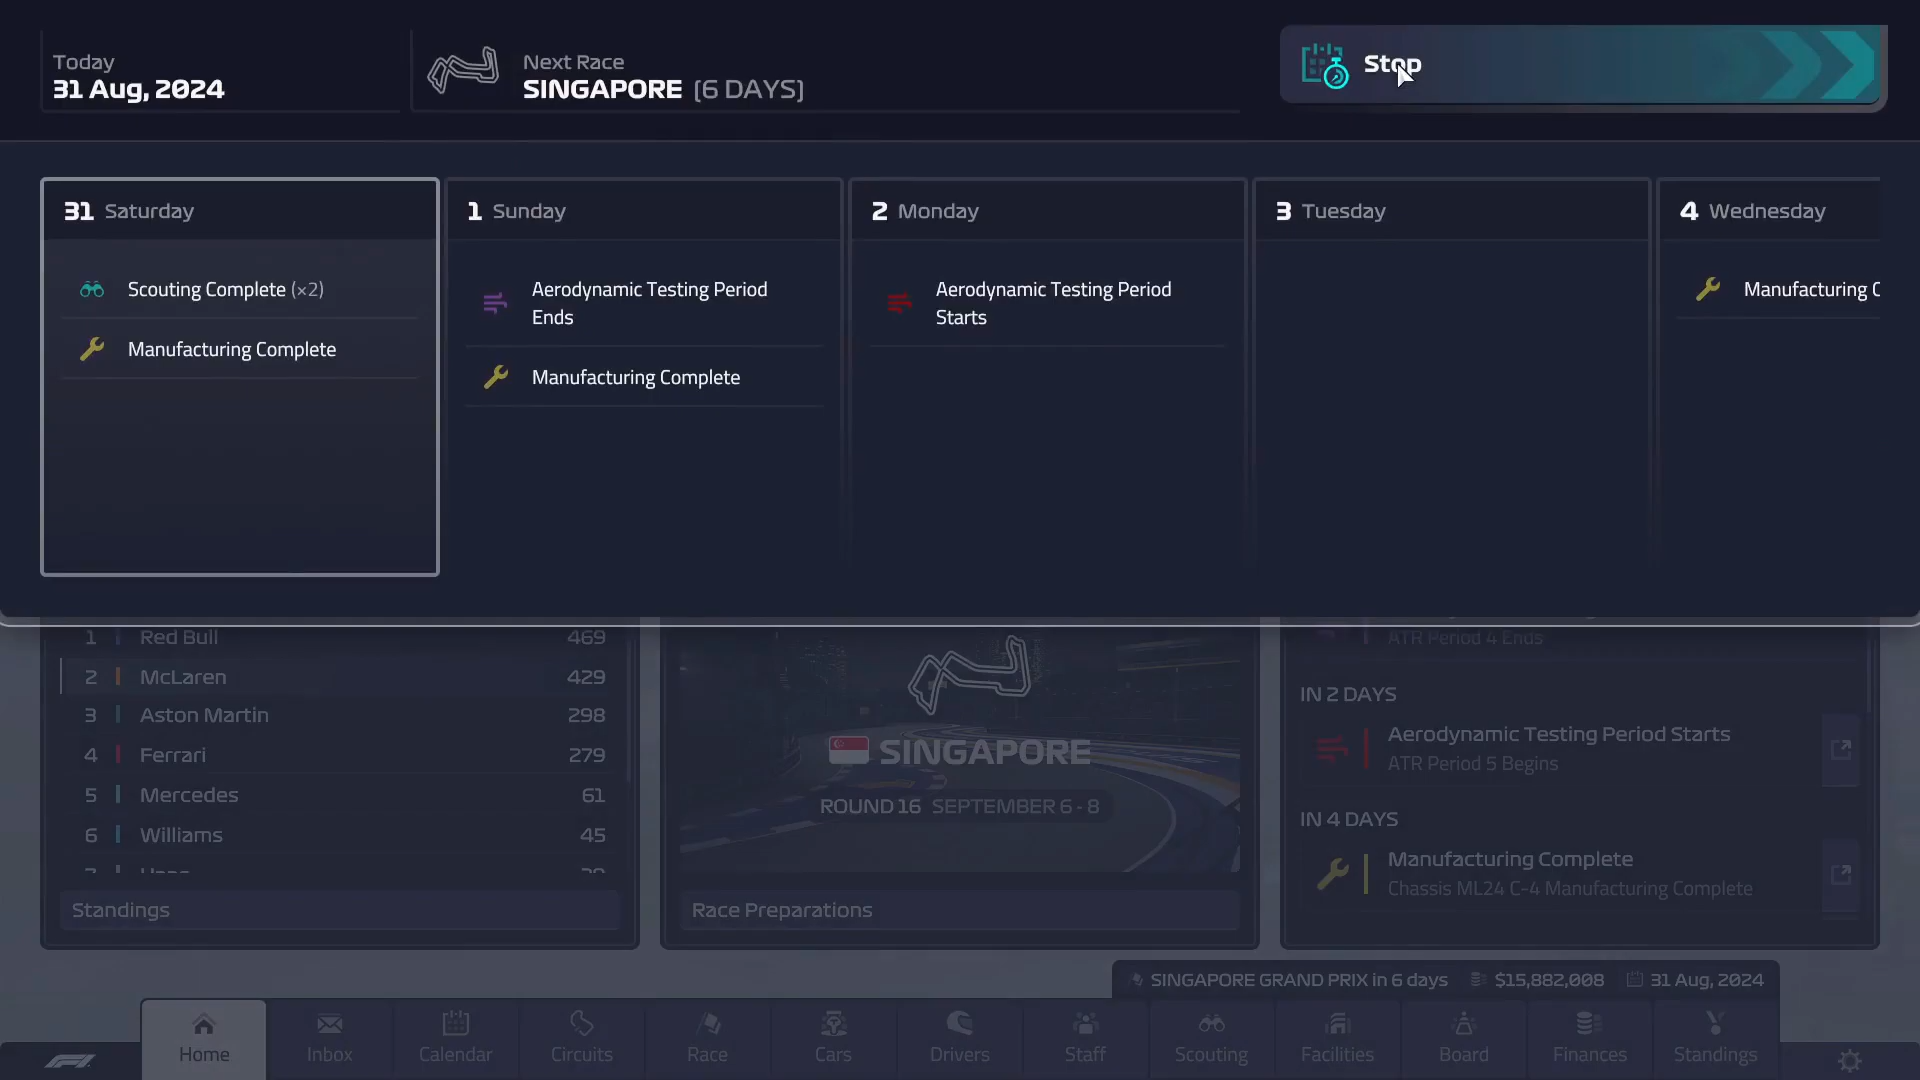 Today
31 Aug, 2024
Next Race
SINGAPORE [6 DAYS]
Stop
31 Saturday
Scouting Complete (×2)
Manufacturing Complete
1 Sunday
Aerodynamic Testing Period
Ends
Manufacturing Complete
2 Monday
Aerodynamic Testing Period
Starts
3 Tuesday
4 Wednesday
Manufacturing C
1 Red Bull 469
2 McLaren 429
3 Aston Martin 298
4 Ferrari 279
5 Mercedes 61
6 Williams 45
Standings
SINGAPORE
ROUND 16 SEPTEMBER 6 - 8
Race Preparations
ATR Period 4 Ends
IN 2 DAYS
Aerodynamic Testing Period Starts
ATR Period 5 Begins
IN 4 DAYS
Manufacturing Complete
Chassis ML24 C-4 Manufacturing Complete
SINGAPORE GRAND PRIX in 6 days $15,882,008 31 Aug, 2024
Home
Inbox
Calendar
Circuits
Race
Cars
Drivers
Staff
Scouting
Facilities
Board
Finances
Standings